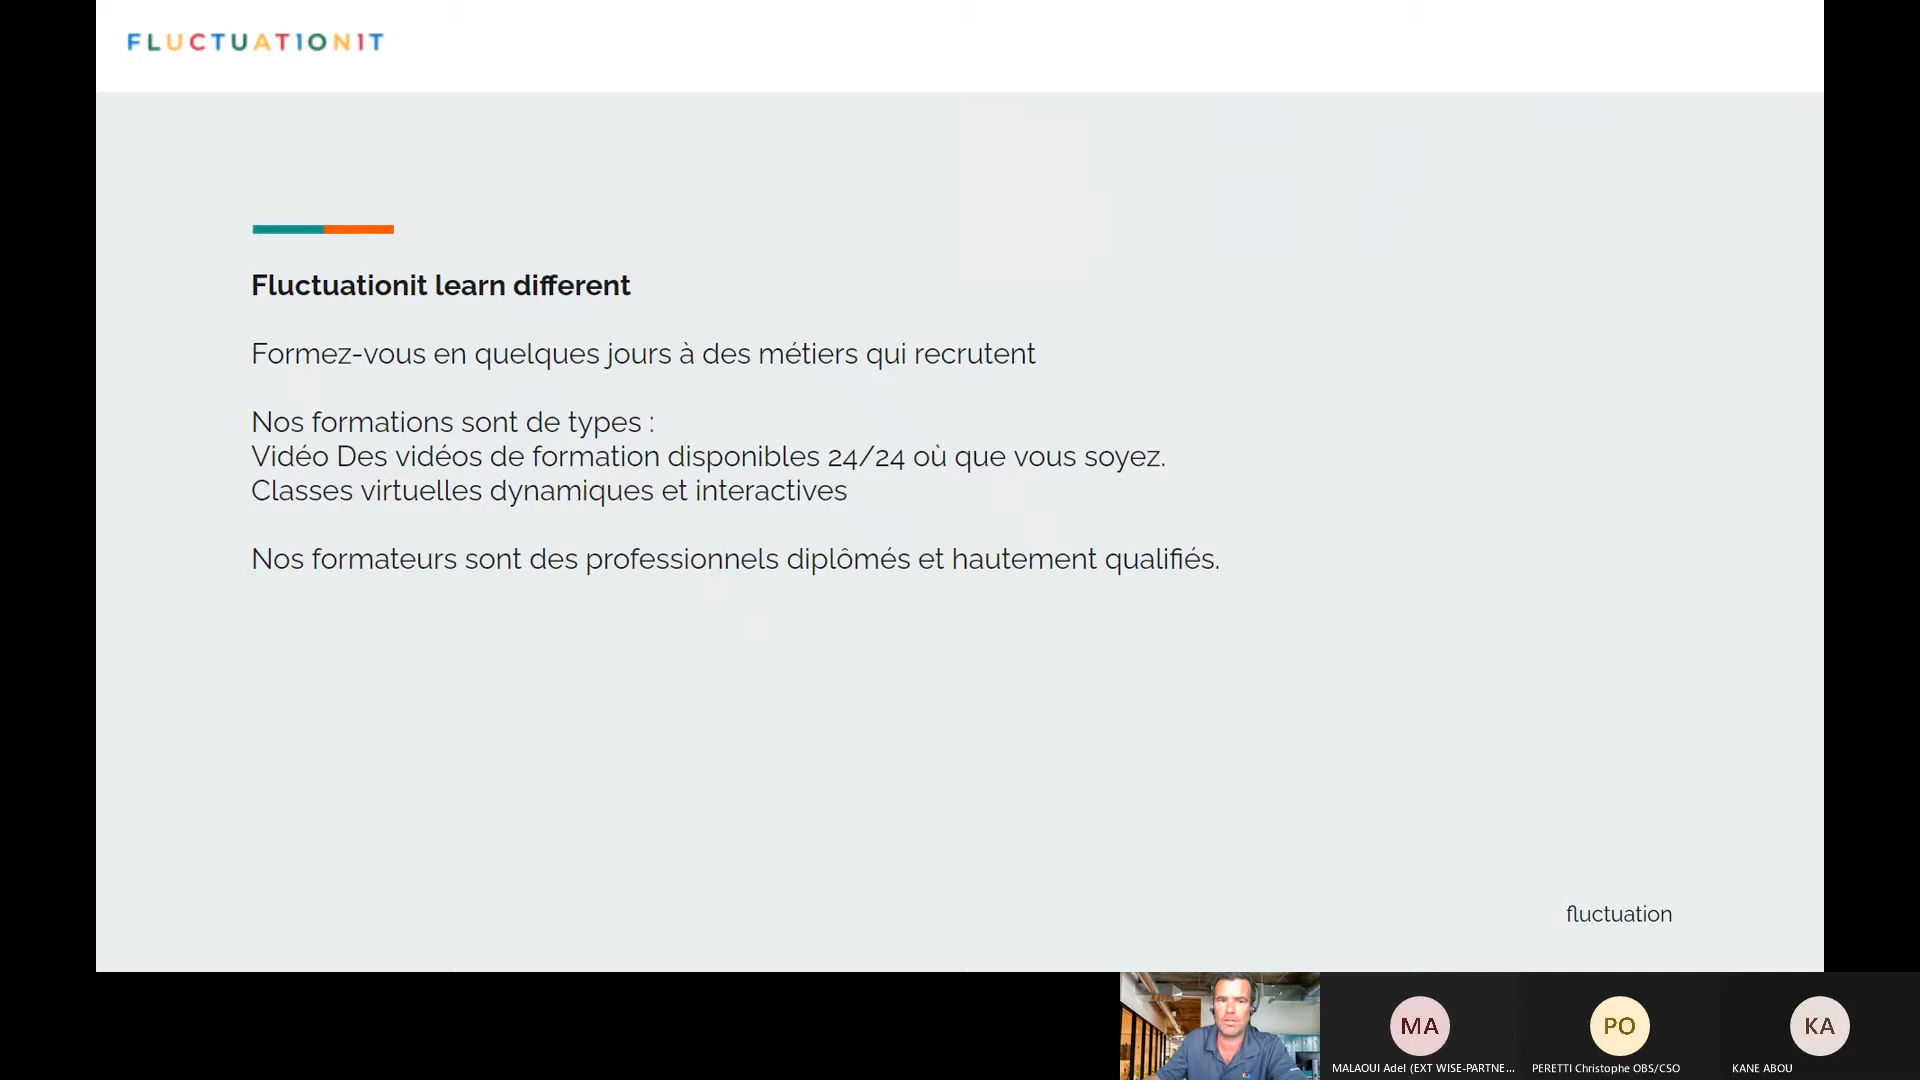 FLUCTUATIONIT
Fluctuationit learn different
Formez-vous en quelques jours à des métiers qui recrutent
Nos formations sont de types :
Vidéo Des vidéos de formation disponibles 24/24 où que vous soyez.
Classes virtuelles dynamiques et interactives
Nos formateurs sont des professionnels diplômés et hautement qualifiés.
fluctuation
MA
PO
KA
MALAOUI Adel (EXT WISE-PARTNE...
PERETTI Christophe OBS/CSO
KANE ABOU